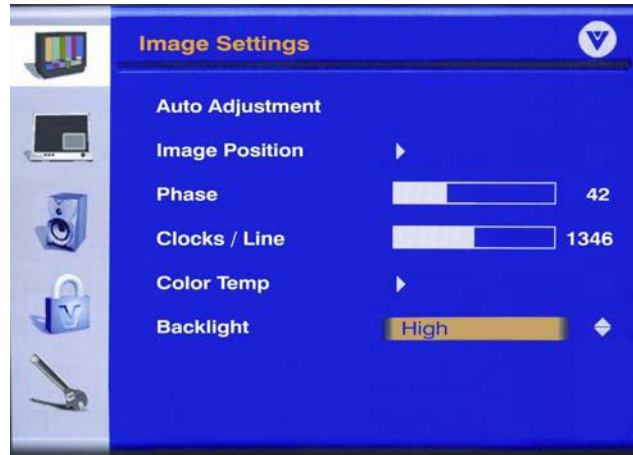 Image Settings
V
Auto Adjustment
Image Position
Phase 42
Clocks / Line 1346
Color Temp
Backlight High
V